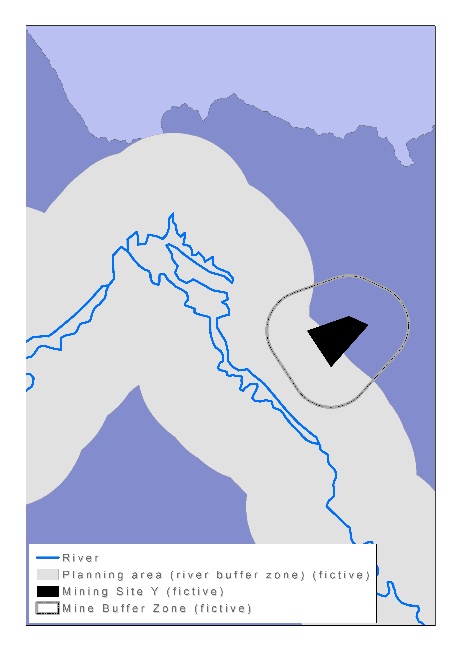 River
Planning area (river buffer zone) (fictive)
Mining Site Y (fictive)
Mine Buffer Zone (fictive)